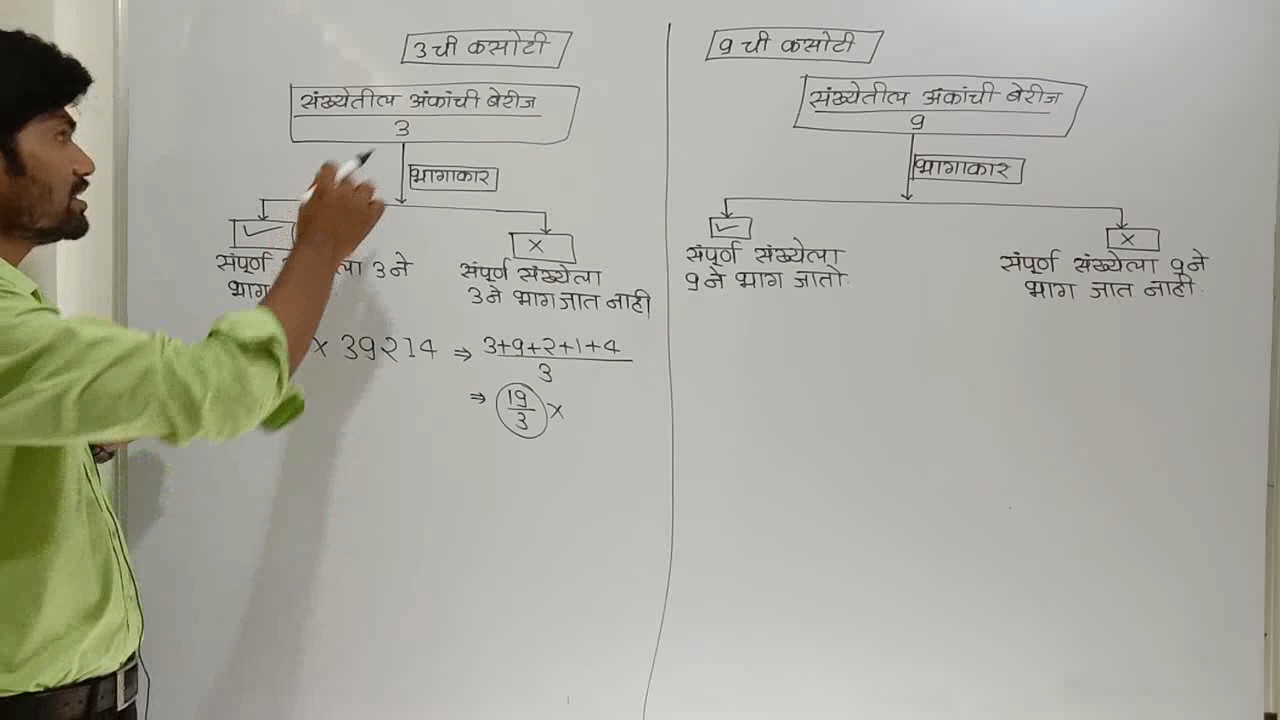 3ची कसोटी
संख्येतील अंकांची बेरीज
3
भागाकार
✓
×
संपूर्ण 3ने
भाग
संपूर्ण संख्येला
3ने भाग जात नाही
× 39214 ⇒ 3+9+2+1+4
3
⇒ 19
3 ×
9ची कसोटी
संख्येतील अंकांची बेरीज
9
भागाकार
✓
×
संपूर्ण संख्येला
9ने भाग जातो.
संपूर्ण संख्येला 9ने
भाग जात नाही.